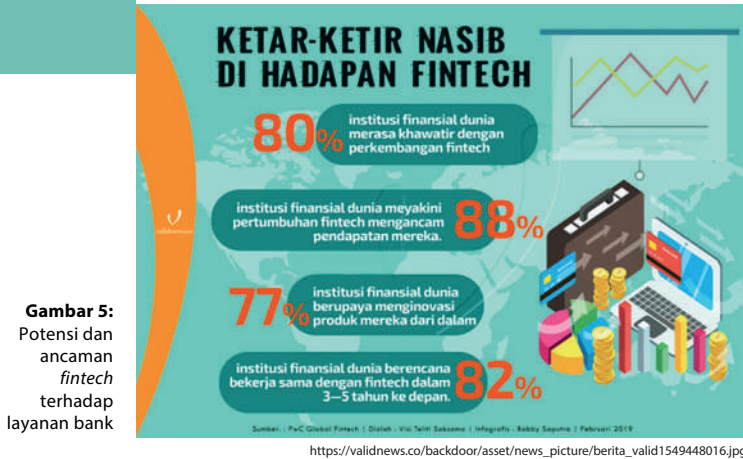 KETAR-KETIR NASIB
DI HADAPAN FINTECH
80%
institusi finansial dunia
merasa khawatir dengan
perkembangan fintech
institusi finansial dunia meyakini
pertumbuhan fintech mengancam
pendapatan mereka.
88%
77%
institusi finansial dunia
berupaya menginovasi
produk mereka dari dalam
institusi finansial dunia berencana
bekerja sama dengan fintech dalam
3—5 tahun ke depan.
82%
Sumber : PwC Global Fintech | Diolah : Visi Teliti Saksama | Infografis : Bobby Saputra | Februari 2019
Gambar 5:
Potensi dan
ancaman
fintech
terhadap
layanan bank
https://validnews.co/backdoor/asset/news_picture/berita_valid1549448016.jpg